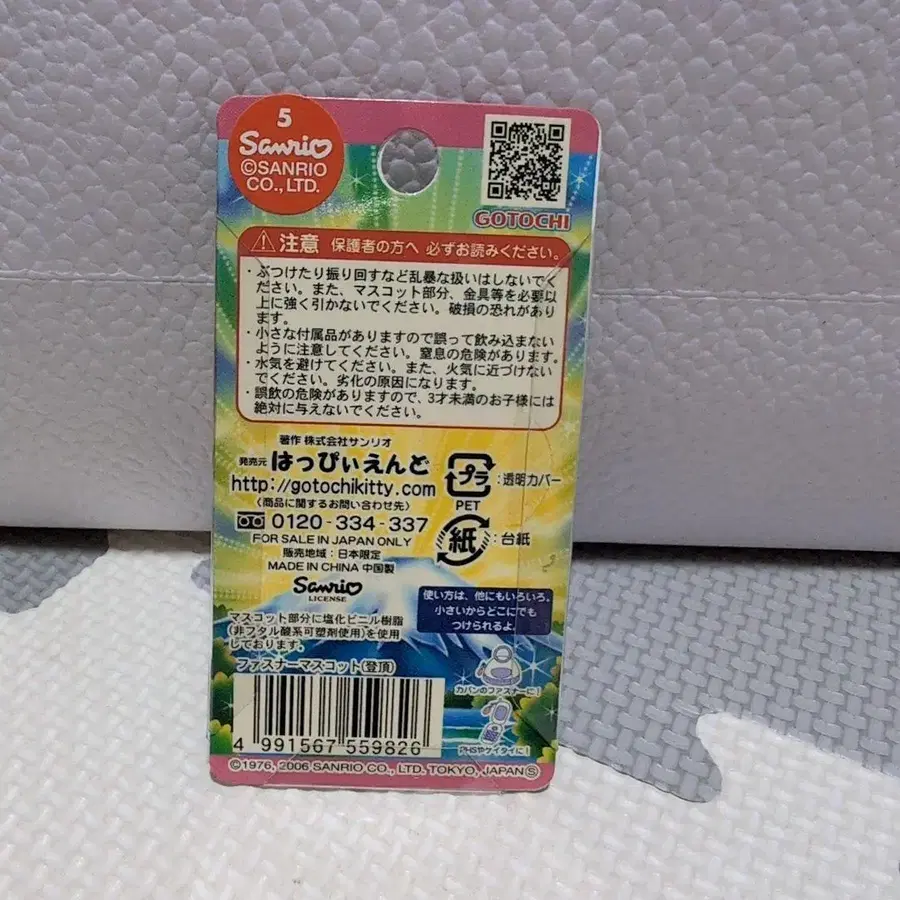 5
Sanrio
©SANRIO
CO., LTD.
GOTOCHI
注意 保護者の方へ 必ずお読みください。
・ぶつけたり振り回すなど乱暴な扱いはしないでく
ださい。また、マスコット部分、金具等を必要以
上に強く引かないでください。破損の恐れがあり
ます。
・小さな付属品がありますので誤って飲み込まない
ように注意してください。窒息の危険があります。
・水気を避けてください。また、火気に近づけない
でください。劣化の原因になります。
・誤飲の危険がありますので、3才未満のお子様には
絶対に与えないでください。
著作 株式会社サンリオ
発売元 はっぴぃえんど
http://gotochikitty.com
〈商品に関するお問い合わせ先〉
0120-334-337
FOR SALE IN JAPAN ONLY
販売地域:日本限定
MADE IN CHINA 中国製
Sanrio
LICENSE
プラ :透明カバー
PET
紙 :台紙
マスコット部分に塩化ビニル樹脂
(非フタル酸系可塑剤使用)を使用
しております。
使い方は、他にもいろいろ。
小さいからどこにでも
つけられるよ。
ファスナーマスコット(登頂)
カバンのファスナーに!
PHSやケイタイに!
4 991567 559826
©1976, 2006 SANRIO CO., LTD. TOKYO, JAPAN Ⓢ